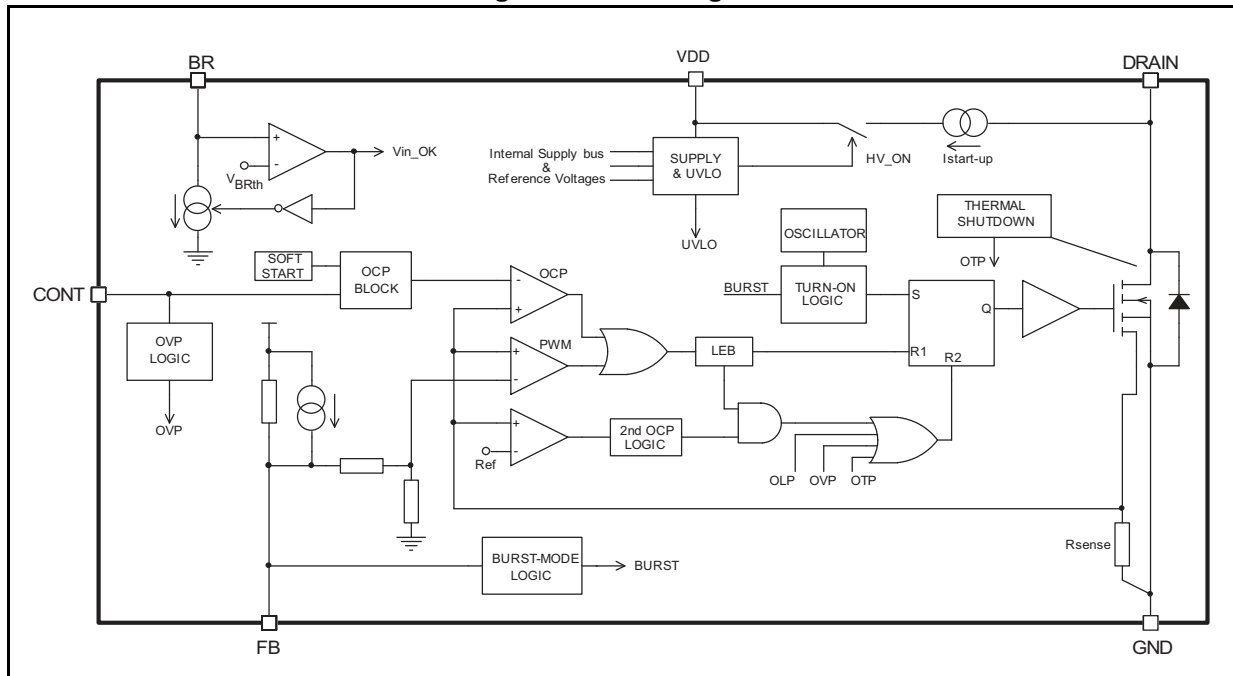 BR
VDD
DRAIN
Vin_OK
VBRth
Internal Supply bus
&
Reference Voltages
SUPPLY
& UVLO
HV_ON
Istart-up
UVLO
THERMAL
SHUTDOWN
OTP
OSCILLATOR
SOFT
START
OCP
BLOCK
OCP
BURST
TURN-ON
LOGIC
S
Q
R1
R2
CONT
OVP
LOGIC
OVP
PWM
LEB
2nd OCP
LOGIC
Ref
OLP
OVP
OTP
Rsense
BURST-MODE
LOGIC
BURST
FB
GND